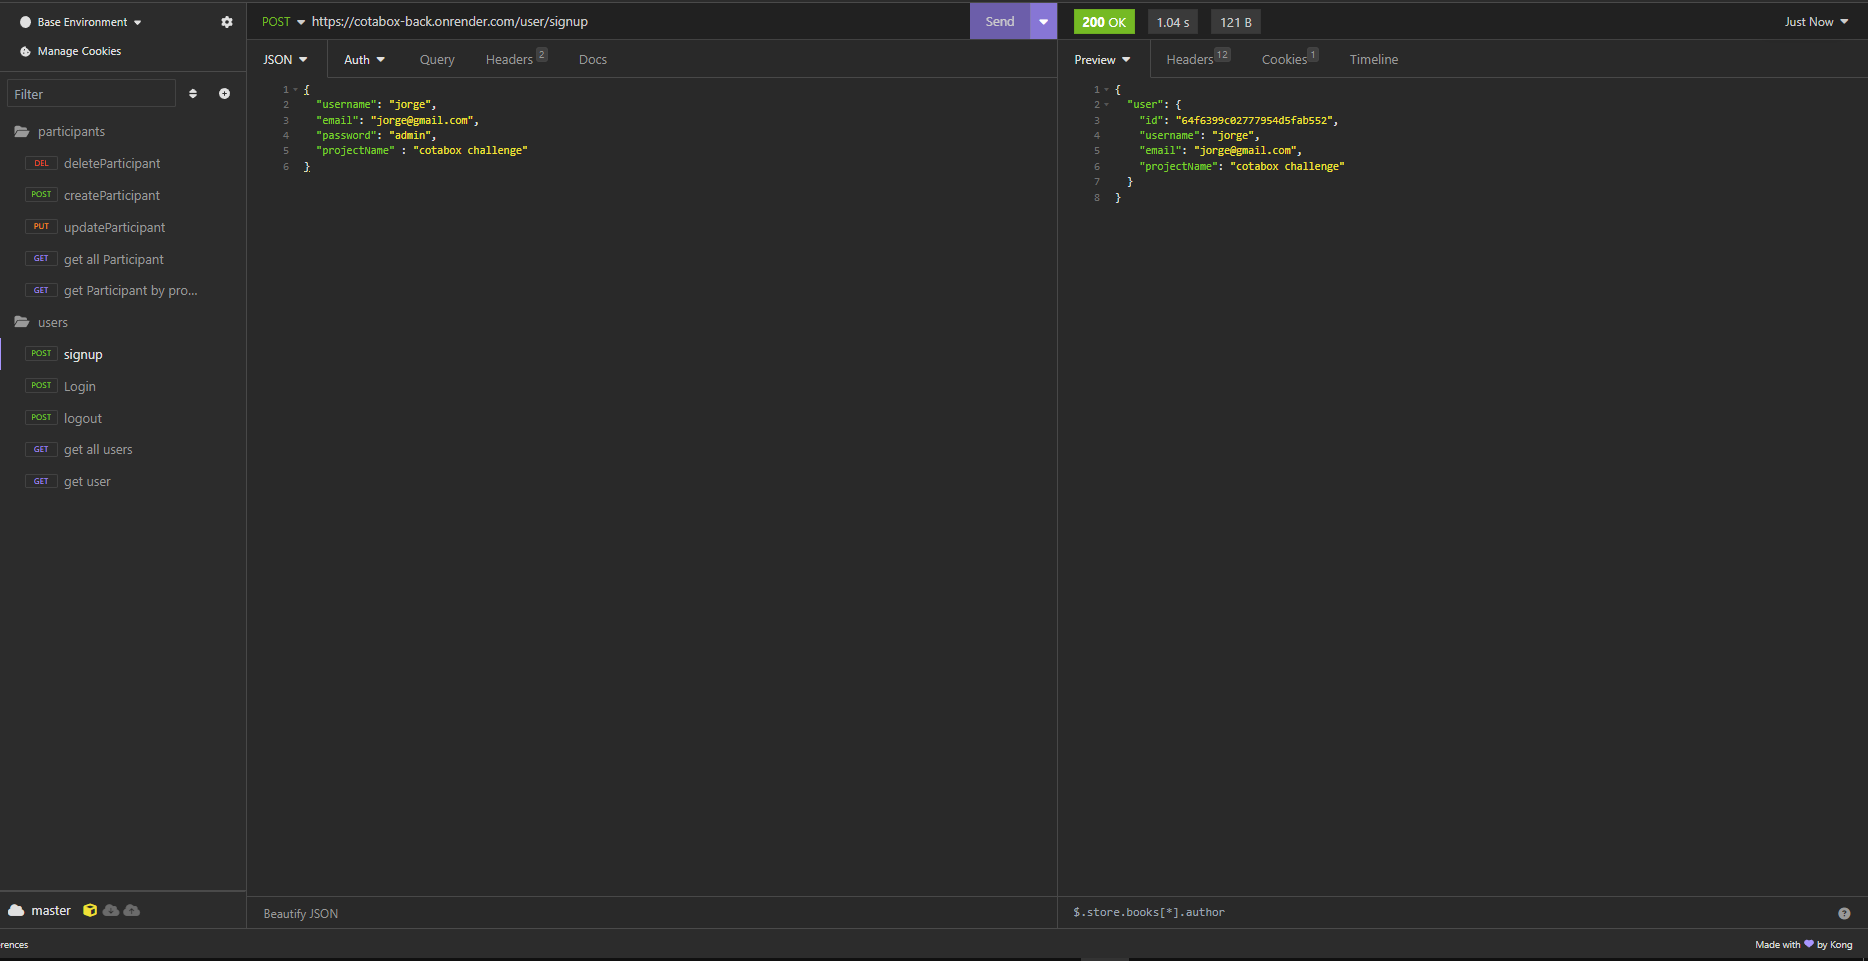 Base Environment
Manage Cookies
Filter
participants
DEL deleteParticipant
POST createParticipant
PUT updateParticipant
GET get all Participant
GET get Participant by pro...
users
POST signup
POST Login
POST logout
GET get all users
GET get user
master
rences
POST https://cotabox-back.onrender.com/user/signup Send
JSON Auth Query Headers 2 Docs
1 {
2 "username": "jorge",
3 "email": "jorge@gmail.com",
4 "password": "admin",
5 "projectName" : "cotabox challenge"
6 }
Beautify JSON
200 OK 1.04 s 121 B Just Now
Preview Headers 12 Cookies 1 Timeline
1 {
2 "user": {
3 "id": "64f6399c02777954d5fab552",
4 "username": "jorge",
5 "email": "jorge@gmail.com",
6 "projectName": "cotabox challenge"
7 }
8 }
$.store.books[*].author
Made with 💜 by Kong